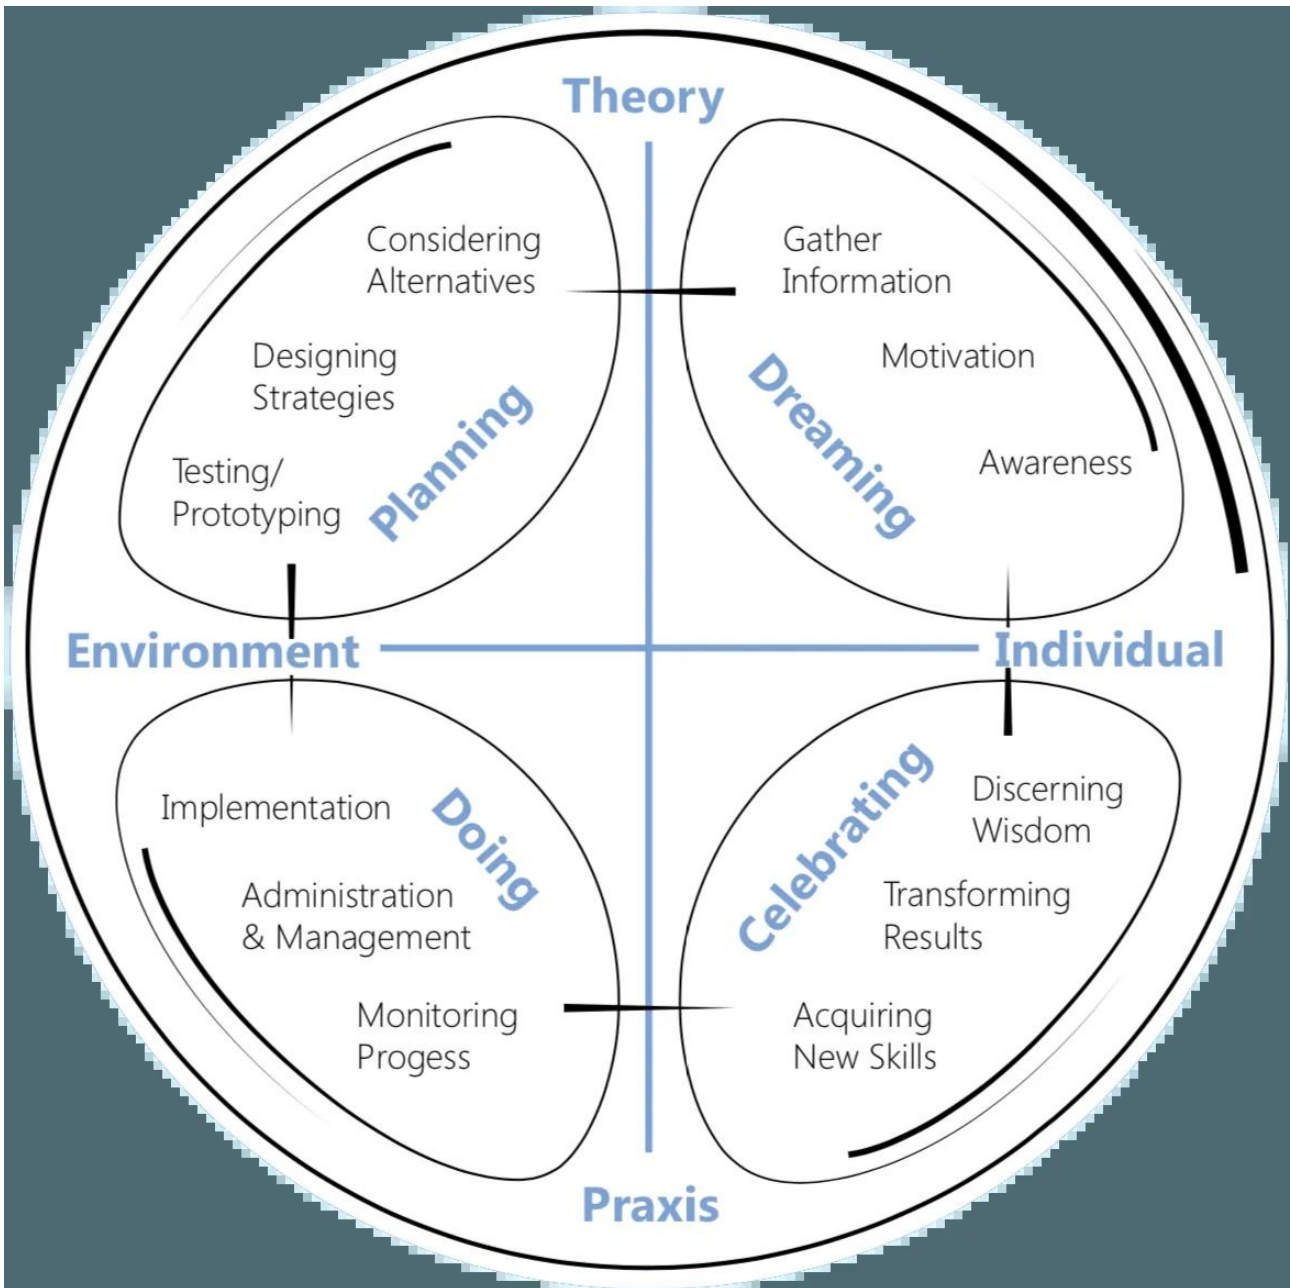 Theory
Considering
Alternatives
Designing
Strategies
Testing/
Prototyping
Planning
Gather
Information
Motivation
Awareness
Dreaming
Environment
Individual
Implementation
Administration
& Management
Monitoring
Progess
Doing
Discerning
Wisdom
Transforming
Results
Acquiring
New Skills
Celebrating
Praxis